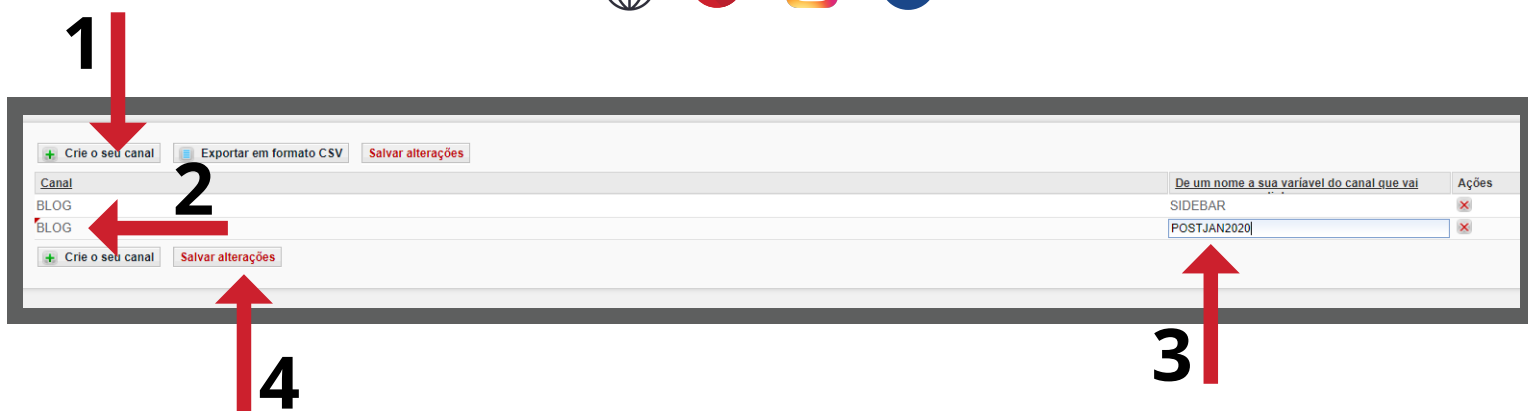 1
Crie o seu canal Exportar em formato CSV Salvar alterações
2
Canal De um nome a sua varíavel do canal que vai Ações
BLOG SIDEBAR
BLOG POSTJAN2020
Crie o seu canal Salvar alterações
3
4